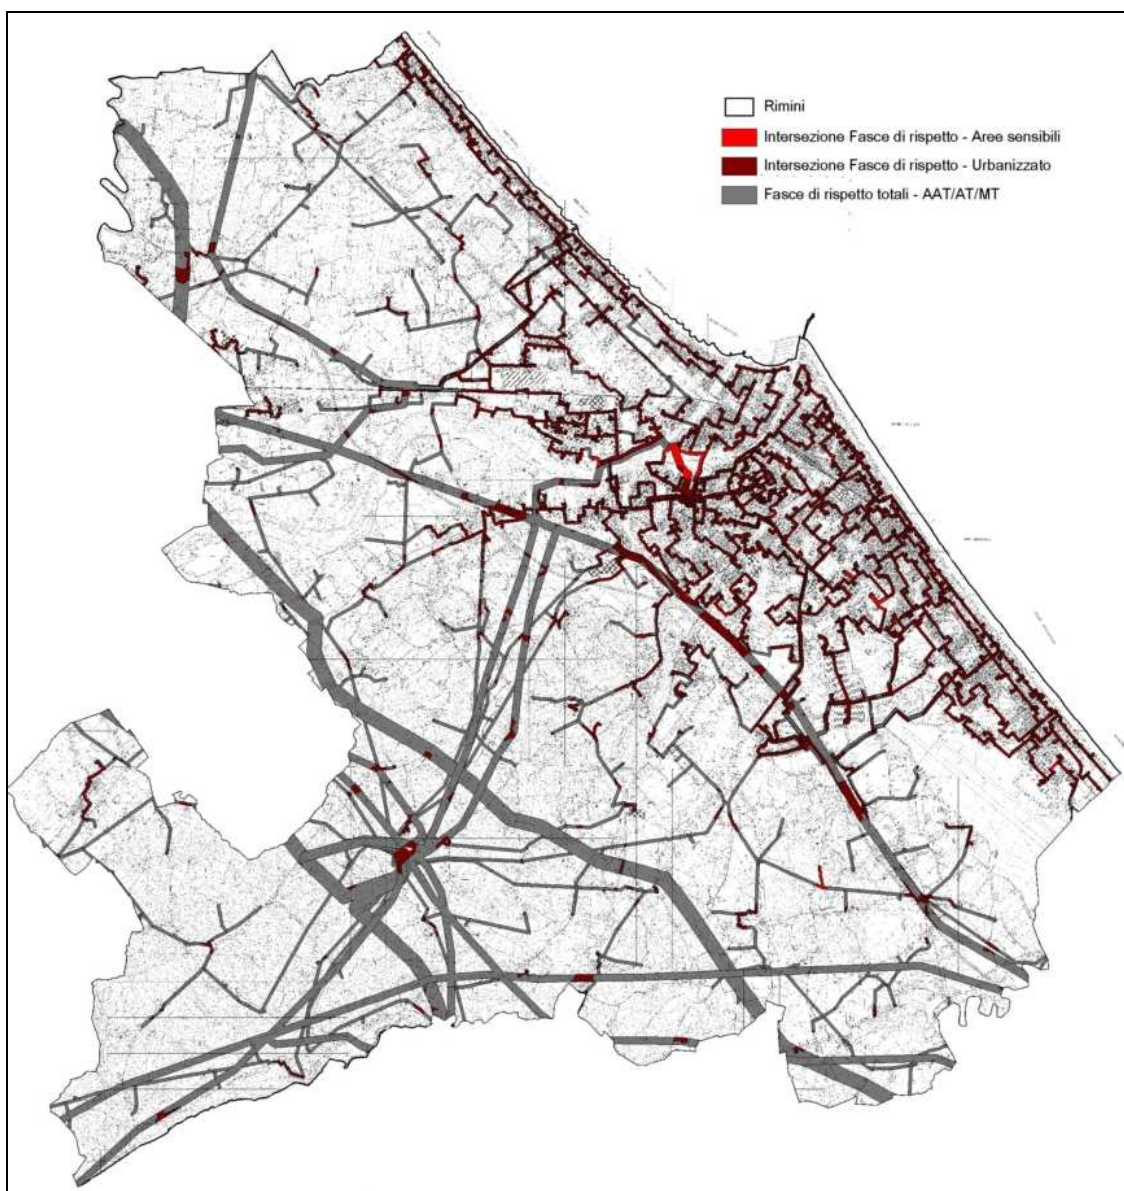 Rimini
Intersezione Fasce di rispetto - Aree sensibili
Intersezione Fasce di rispetto - Urbanizzato
Fasce di rispetto totali - AAT/AT/MT